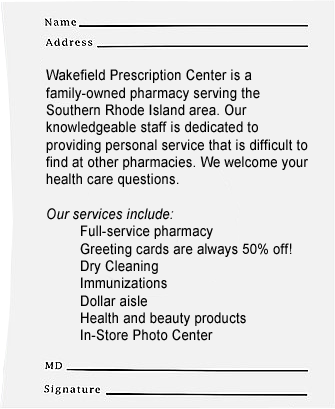 Name
Address
Wakefield Prescription Center is a
family-owned pharmacy serving the
Southern Rhode Island area. Our
knowledgeable staff is dedicated to
providing personal service that is difficult to
find at other pharmacies. We welcome your
health care questions.
Our services include:
Full-service pharmacy
Greeting cards are always 50% off!
Dry Cleaning
Immunizations
Dollar aisle
Health and beauty products
In-Store Photo Center
MD
Signature